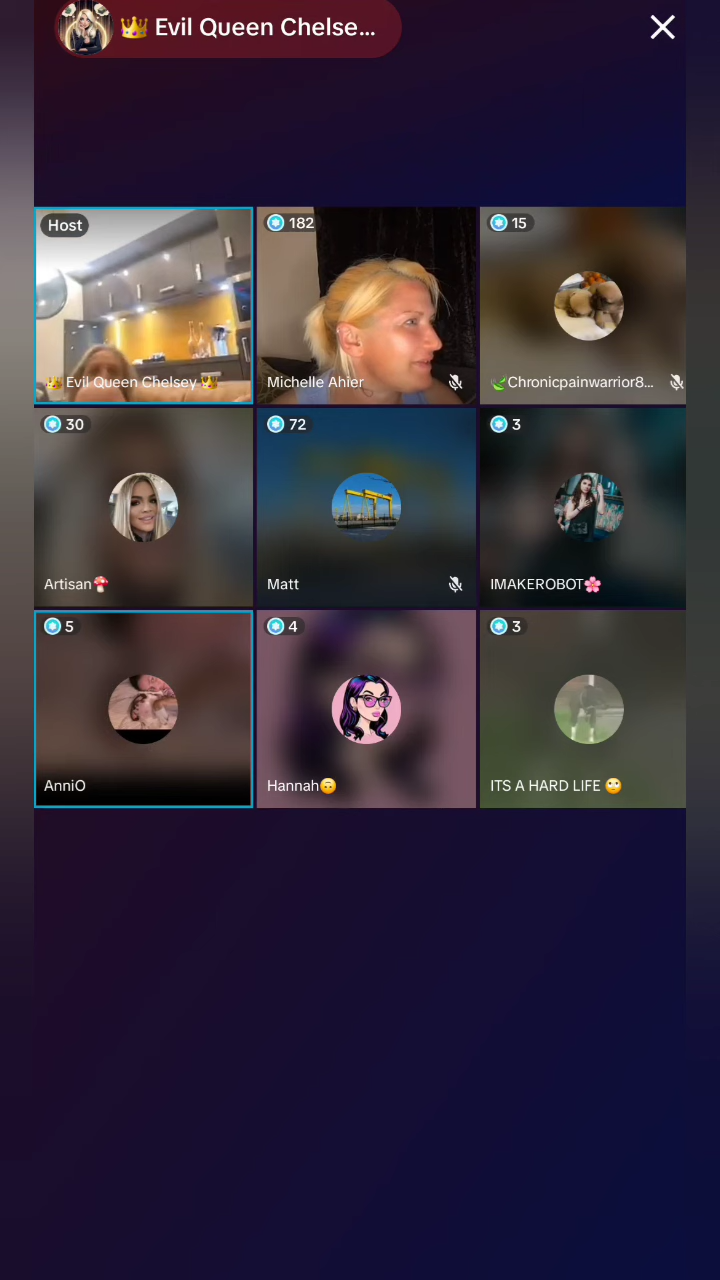 👑 Evil Queen Chelse...
Host
182
15
👑 Evil Queen Chelsey 👑
Michelle Ahier
🌿Chronicpainwarrior8...
30
72
3
Artisan🍄
Matt
IMAKEROBOT🌸
5
4
3
AnniO
Hannah🙃
ITS A HARD LIFE 🙄